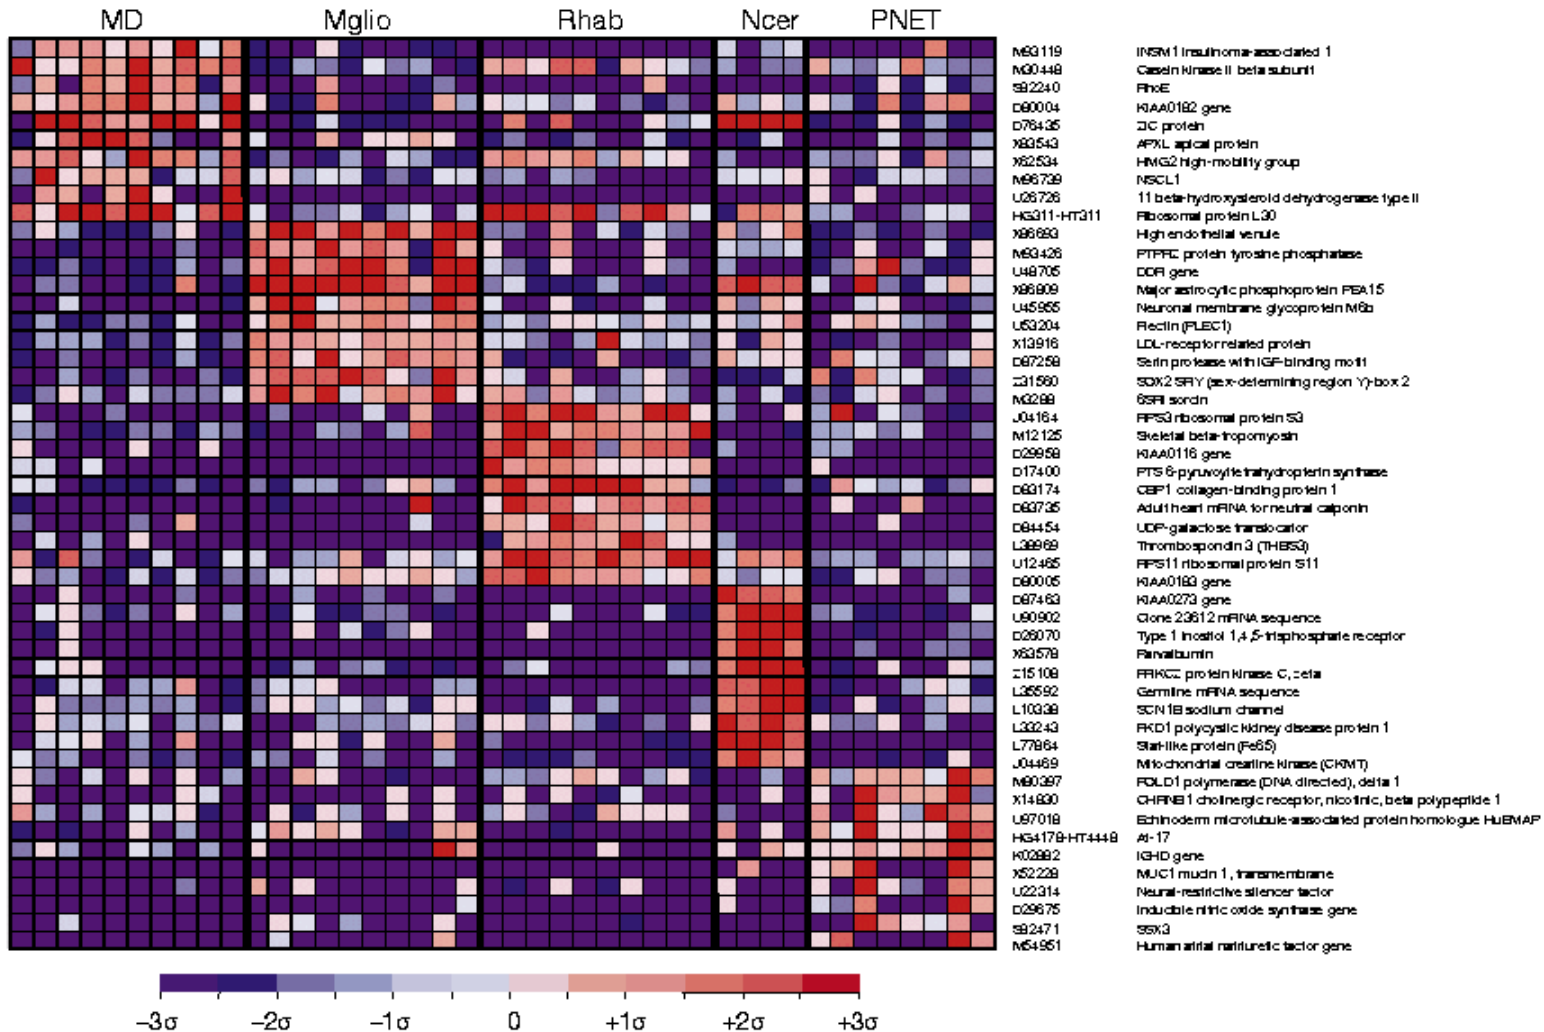 MD Mglio Rhab Ncer PNET
M93119 INSM1 insulinoma-associated 1
M30448 Casein kinase II beta subunit
S82240 RhoE
D80004 KIAA0182 gene
D76435 ZIC protein
X83543 APXL apical protein
X62534 HMG2 high-mobility group
M96739 NSCL1
U26726 11 beta-hydroxysteroid dehydrogenase type II
HG311-HT311 Ribosomal protein L30
X86693 High endothelial venule
M93426 PTPRZ protein tyrosine phosphatase
U48705 DDR gene
X86809 Major astrocytic phosphoprotein PEA15
U45955 Neuronal membrane glycoprotein M6b
U53204 Plectin (PLEC1)
X13916 LDL-receptor related protein
D87258 Serin protease with IGF-binding motif
Z31560 SOX2 SRY (sex-determining region Y)-box 2
M3288 6SRI sorcin
J04164 RPS3 ribosomal protein S3
M12125 Skeletal beta-tropomyosin
D29958 KIAA0116 gene
D17400 PTS 6-pyruvoyltetrahydropterin synthase
D83174 CBP1 collagen-binding protein 1
D83735 Adult heart mRNA for neutral calponin
D84454 UDP-galactose translocator
L38969 Thrombospondin 3 (THBS3)
U12465 RPS11 ribosomal protein S11
D80005 KIAA0183 gene
D87463 KIAA0273 gene
U90902 Clone 23612 mRNA sequence
D26070 Type 1 inositol 1,4,5-trisphosphate receptor
X63578 Parvalbumin
Z15108 PRKCZ protein kinase C, zeta
L35592 Germline mRNA sequence
L10338 SCN1B sodium channel
L33243 PKD1 polycystic kidney disease protein 1
L77864 Stat-like protein (Fe65)
J04469 Mitochondrial creatine kinase (CKMT)
M80397 POLD1 polymerase (DNA directed), delta 1
X14830 CHRNB1 cholinergic receptor, nicotinic, beta polypeptide 1
U97018 Echinoderm microtubule-associated protein homologue HuEMAP
HG4178-HT4448 Af-17
K02882 IGHD gene
X52228 MUC1 mucin 1, transmembrane
U22314 Neural-restrictive silencer factor
D29675 Inducible nitric oxide synthase gene
S82471 SSX3
M54951 Human atrial natriuretic factor gene
−3σ −2σ −1σ 0 +1σ +2σ +3σ